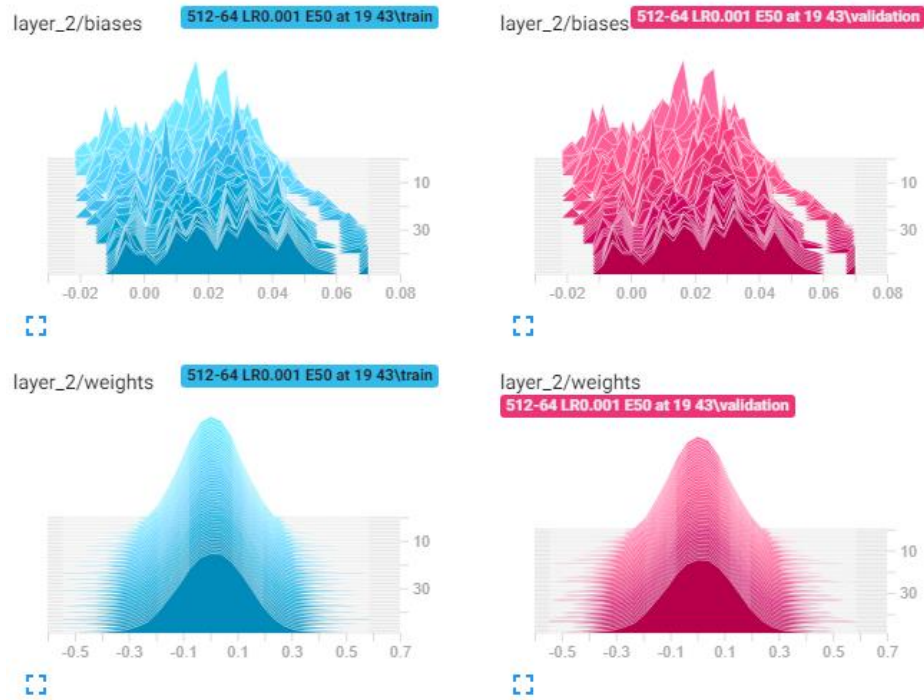 layer_2/biases 512-64 LR0.001 E50 at 19 43\train
10
30
-0.02 0.00 0.02 0.04 0.06 0.08
layer_2/biases 512-64 LR0.001 E50 at 19 43\validation
10
30
-0.02 0.00 0.02 0.04 0.06 0.08
layer_2/weights 512-64 LR0.001 E50 at 19 43\train
10
30
-0.5 -0.3 -0.1 0.1 0.3 0.5 0.7
layer_2/weights
512-64 LR0.001 E50 at 19 43\validation
10
30
-0.5 -0.3 -0.1 0.1 0.3 0.5 0.7